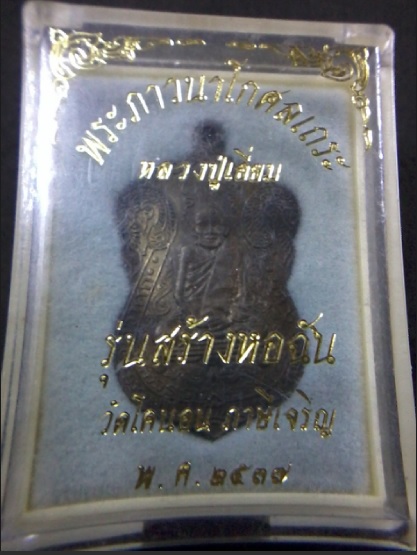 พระภาวนาโกศลเถระ
หลวงปู่เอี่ยม
รุ่นสร้างหอฉัน
วัดโคนอน ภาษีเจริญ
พ.ศ.๒๕๓๗